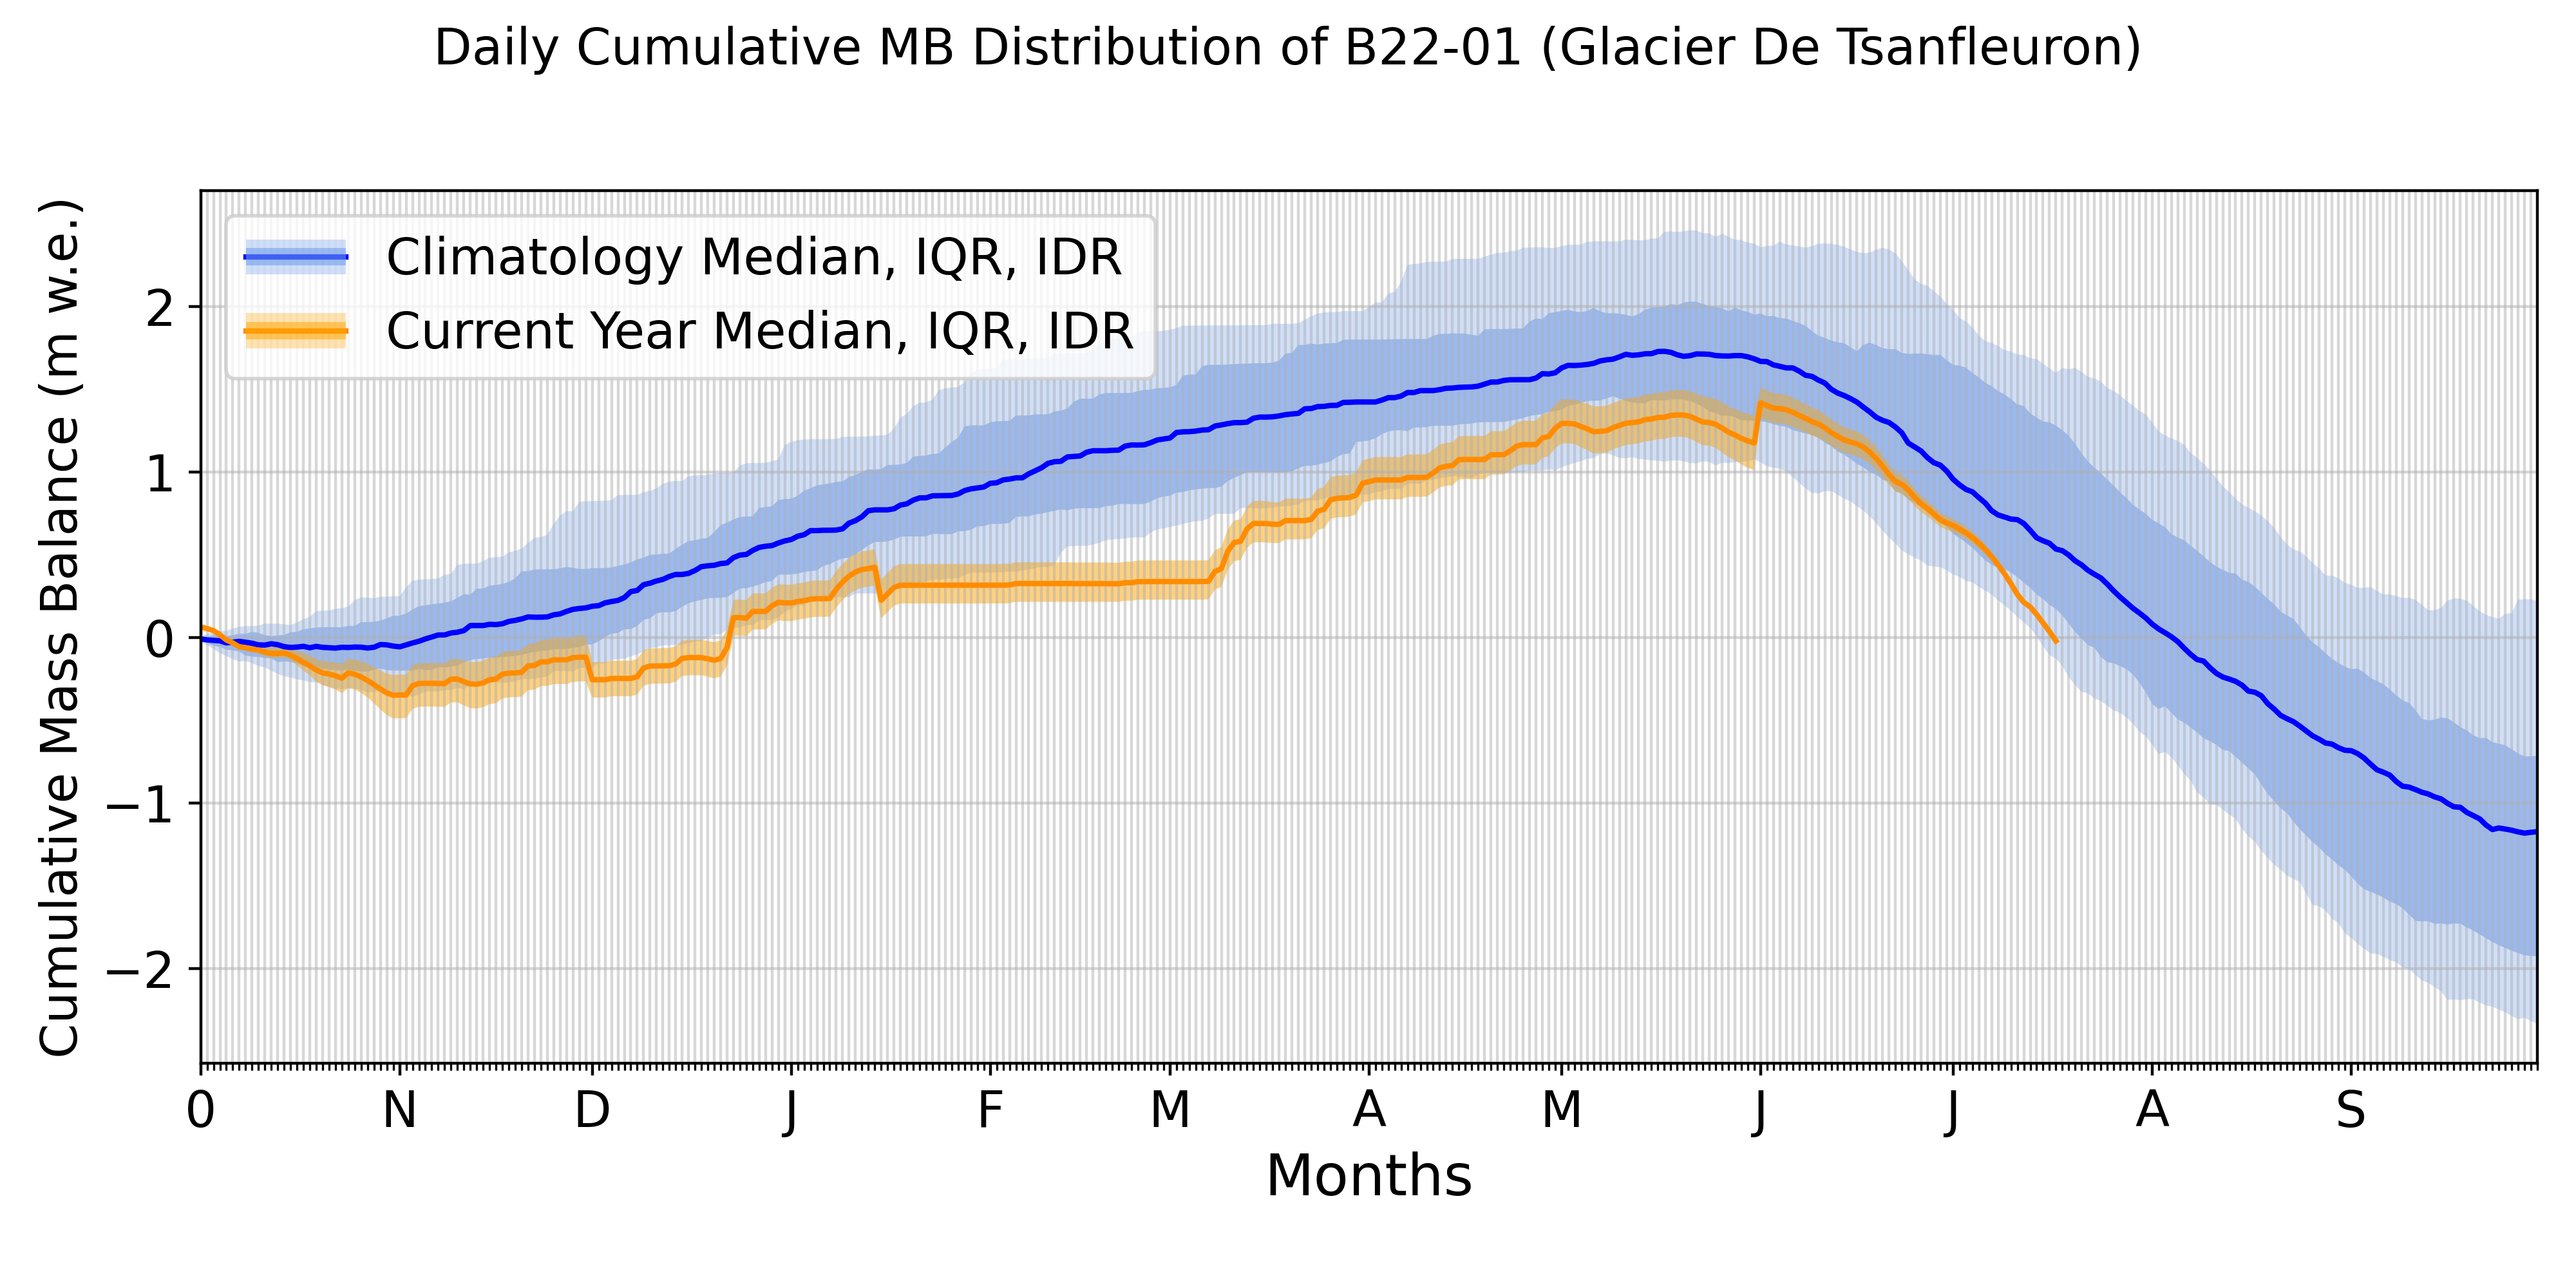 Daily Cumulative MB Distribution of B22-01 (Glacier De Tsanfleuron)
Cumulative Mass Balance (m w.e.)
Climatology Median, IQR, IDR
Current Year Median, IQR, IDR
2
1
0
−1
−2
0 N D J F M A M J J A S
Months